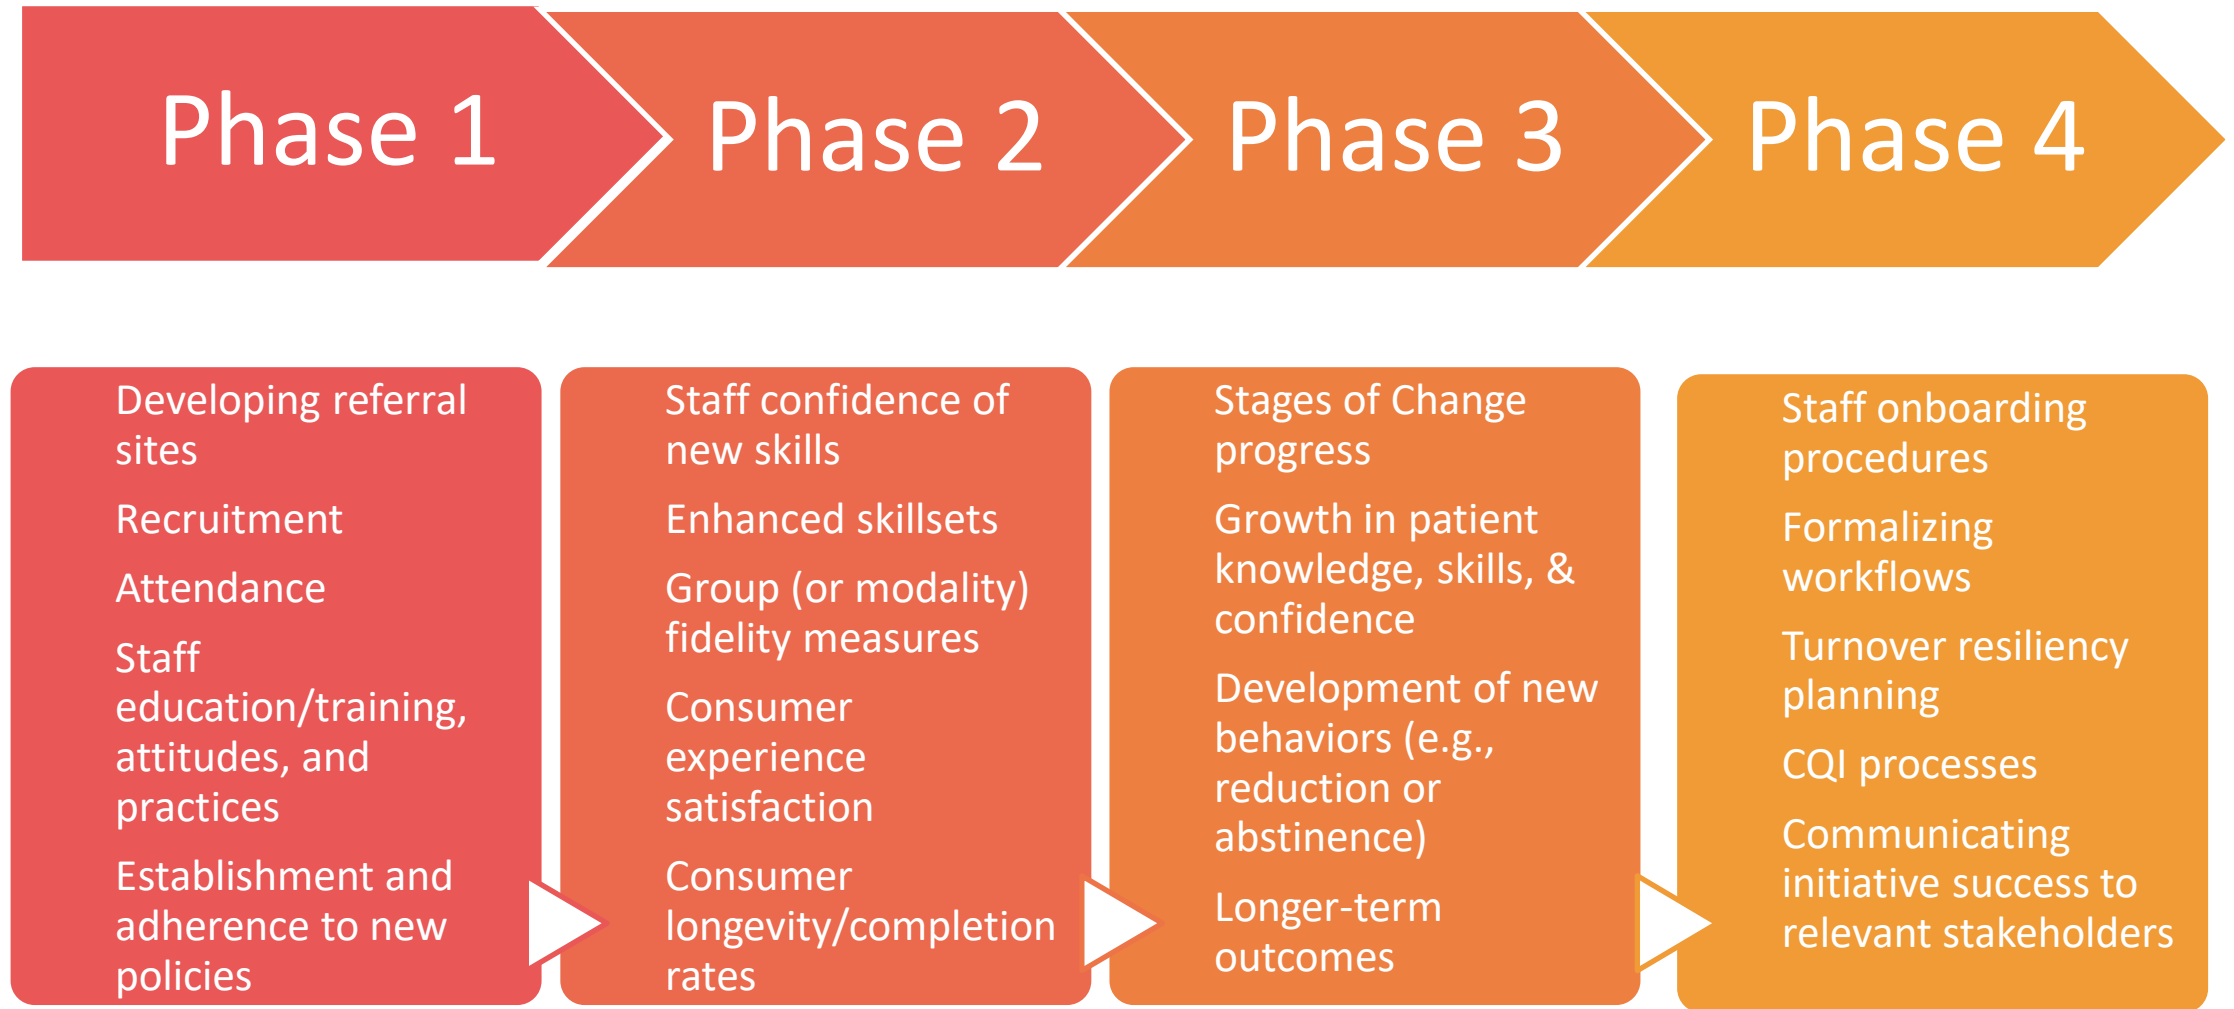 Phase 1
Phase 2
Phase 3
Phase 4
Developing referral
sites
Recruitment
Attendance
Staff
education/training,
attitudes, and
practices
Establishment and
adherence to new
policies
Staff confidence of
new skills
Enhanced skillsets
Group (or modality)
fidelity measures
Consumer
experience
satisfaction
Consumer
longevity/completion
rates
Stages of Change
progress
Growth in patient
knowledge, skills, &
confidence
Development of new
behaviors (e.g.,
reduction or
abstinence)
Longer-term
outcomes
Staff onboarding
procedures
Formalizing
workflows
Turnover resiliency
planning
CQI processes
Communicating
initiative success to
relevant stakeholders